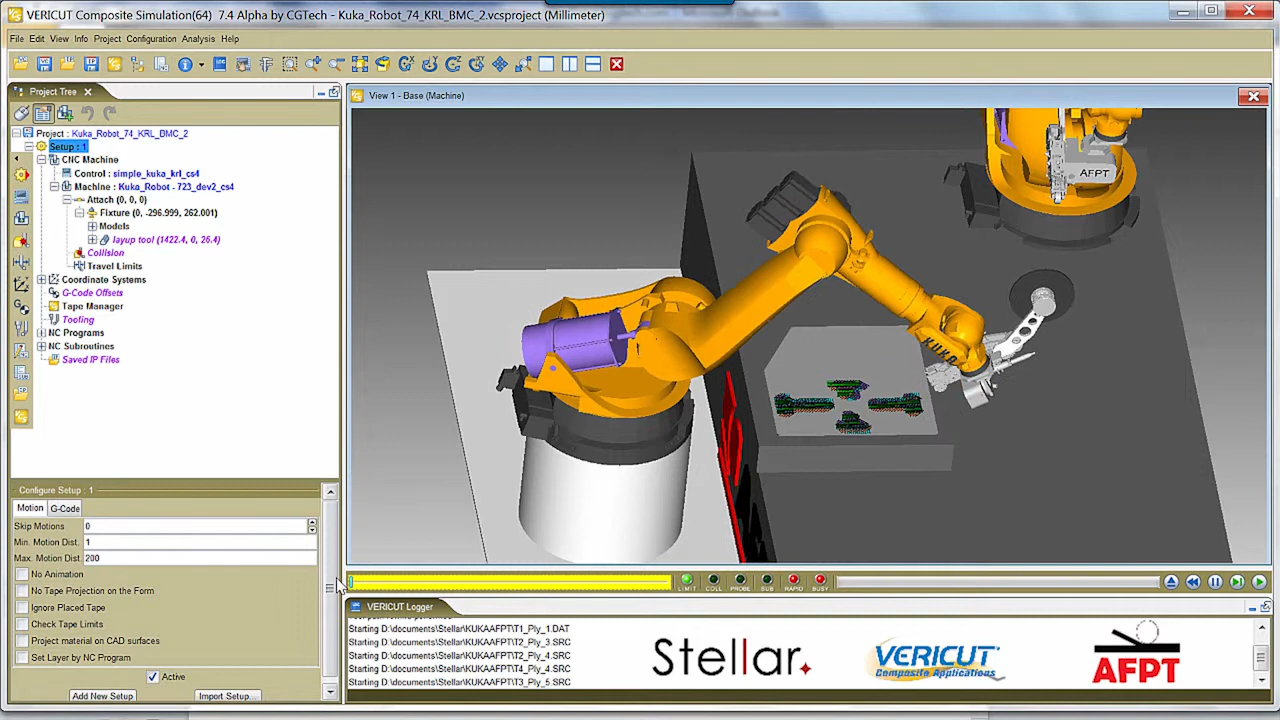 VERICUT Composite Simulation(64) 7.4 Alpha by CGTech - Kuka_Robot_74_KRL_BMC_2.vcsproject (Millimeter)
File Edit View Info Project Configuration Analysis Help
Project Tree
View 1 - Base (Machine)
Project : Kuka_Robot_74_KRL_BMC_2
Setup : 1
CNC Machine
Control : simple_kuka_krl_cs4
Machine : Kuka_Robot - 723_dev2_cs4
Attach (0, 0, 0)
Fixture (0, -296.999, 262.001)
Models
layup tool (1422.4, 0, 26.4)
Collision
Travel Limits
Coordinate Systems
G-Code Offsets
Tape Manager
Tooling
NC Programs
NC Subroutines
Saved IP Files
AFPT
KUKA
Configure Setup : 1
Motion G-Code
Skip Motions 0
Min. Motion Dist. 1
Max. Motion Dist. 200
No Animation
No Tape Projection on the Form
Ignore Placed Tape
Check Tape Limits
Project material on CAD surfaces
Set Layer by NC Program
Active
Add New Setup Import Setup...
LIMIT COLL PROBE SUB RAPID BUSY
VERICUT Logger
Starting D:\documents\Stellar\KUKAAFPT\T1_Ply_1.DAT
Starting D:\documents\Stellar\KUKAAFPT\T2_Ply_3.SRC
Starting D:\documents\Stellar\KUKAAFPT\T2_Ply_4.SRC
Starting D:\documents\Stellar\KUKAAFPT\T4_Ply_4.SRC
Starting D:\documents\Stellar\KUKAAFPT\T3_Ply_5.SRC
Stellar
VERICUT
Composite Applications
AFPT